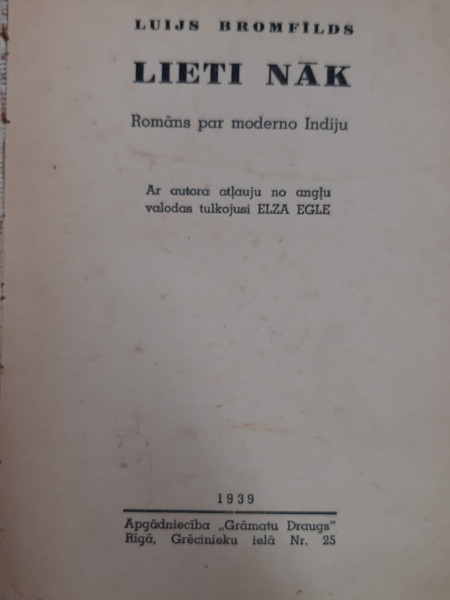 LUIJS BROMFĪLDS
LIETI NĀK
Romāns par moderno Indiju
Ar autora atļauju no angļu
valodas tulkojusi ELZA EGLE
1939
Apgādniecība „Grāmatu Draugs"
Rīgā, Grēcinieku ielā Nr. 25